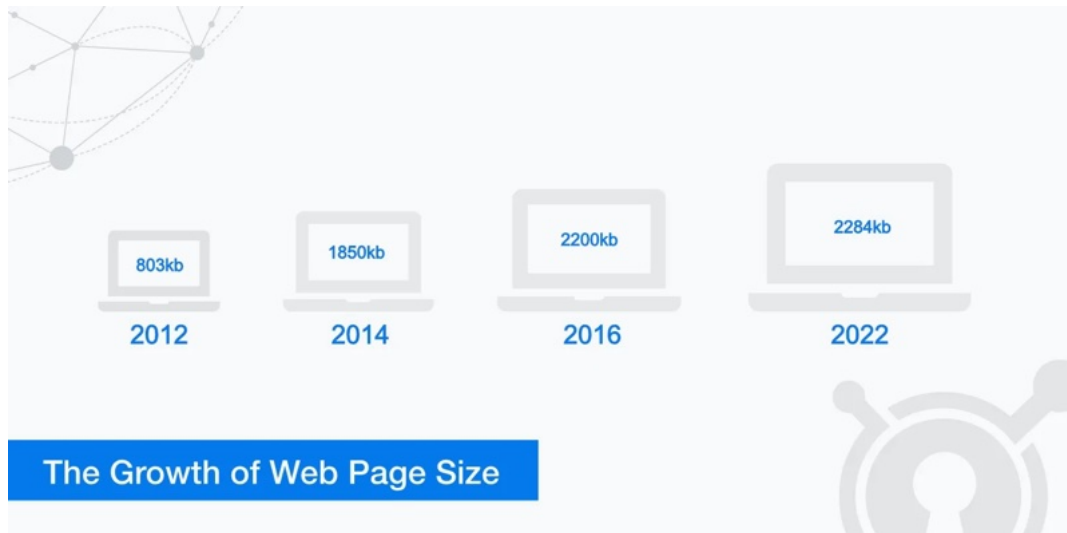 803kb
1850kb
2200kb
2284kb
2012
2014
2016
2022
The Growth of Web Page Size